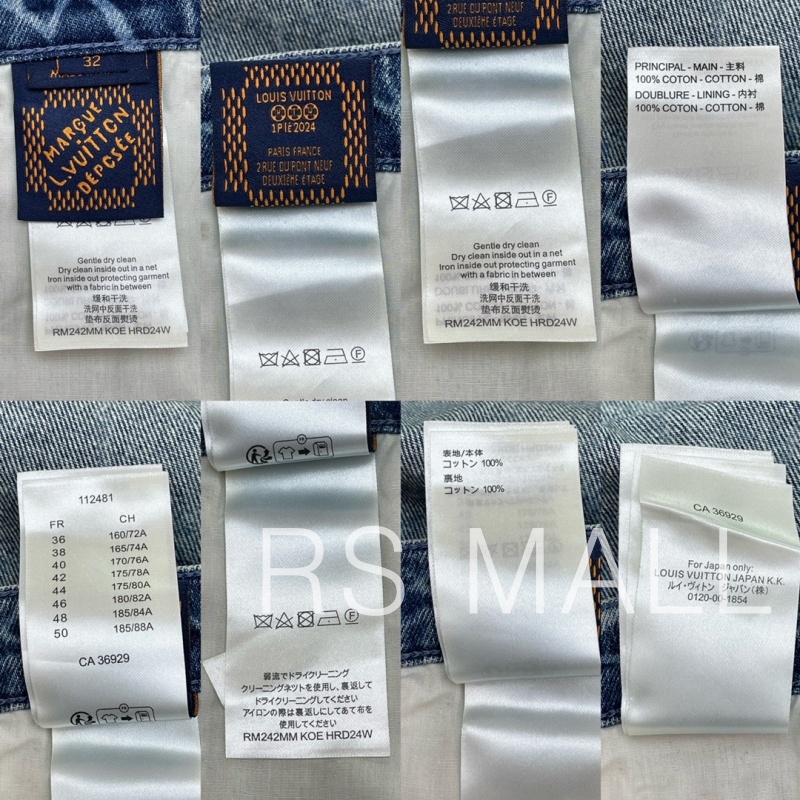 32
MARQUE
L.VUITTON
DÉPOSÉE
Gentle dry clean
Dry clean inside out in a net
Iron inside out protecting garment
with a fabric in between
缓和干洗
洗网中反面干洗
垫布反面熨烫
RM242MM KOE HRD24W
LOUIS VUITTON
1PIÈ2024
PARIS FRANCE
2 RUE DU PONT NEUF
DEUXIÈME ÉTAGE
Gentle dry clean
2 RUE DU PONT NEUF
DEUXIÈME ÉTAGE
F
Gentle dry clean
Dry clean inside out in a net
Iron inside out protecting garment
with a fabric in between
缓和干洗
洗网中反面干洗
垫布反面熨烫
RM242MM KOE HRD24W
PRINCIPAL - MAIN - 主料
100% COTON - COTTON - 棉
DOUBLURE - LINING - 内衬
100% COTON - COTTON - 棉
112481
FR CH
36 160/72A
38 165/74A
40 170/76A
42 175/78A
44 175/80A
46 180/82A
48 185/84A
50 185/88A
CA 36929
弱流でドライクリーニング
クリーニングネットを使用し、裏返して
ドライクリーニングしてください
アイロンの際は裏返しにしてあて布を
使用してください
RM242MM KOE HRD24W
表地/本体
コットン 100%
裏地
コットン 100%
CA 36929
For Japan only:
LOUIS VUITTON JAPAN K.K.
ルイ・ヴィトン ジャパン(株)
0120-00-1854
RS MALL